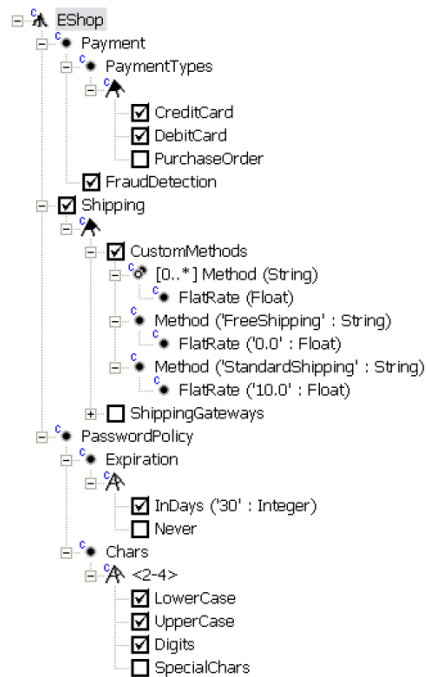 EShop
Payment
PaymentTypes
CreditCard
DebitCard
PurchaseOrder
FraudDetection
Shipping
CustomMethods
[0..*] Method (String)
FlatRate (Float)
Method ('FreeShipping' : String)
FlatRate ('0.0' : Float)
Method ('StandardShipping' : String)
FlatRate ('10.0' : Float)
ShippingGateways
PasswordPolicy
Expiration
InDays ('30' : Integer)
Never
Chars
<2-4>
LowerCase
UpperCase
Digits
SpecialChars